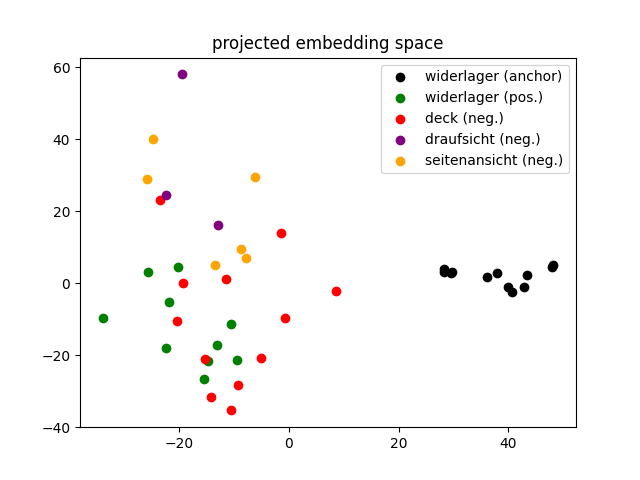 projected embedding space
widerlager (anchor)
widerlager (pos.)
deck (neg.)
draufsicht (neg.)
seitenansicht (neg.)
60
40
20
0
−20
−40
−20
0
20
40